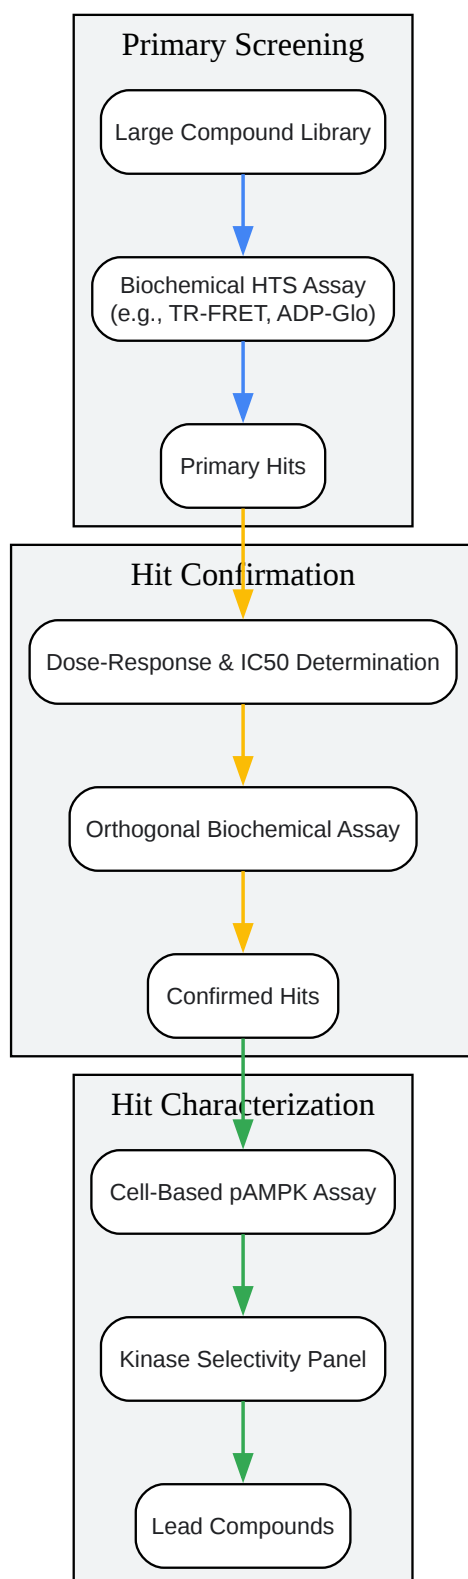 Primary Screening
Large Compound Library
Biochemical HTS Assay
(e.g., TR-FRET, ADP-Glo)
Primary Hits
Hit Confirmation
Dose-Response & IC50 Determination
Orthogonal Biochemical Assay
Confirmed Hits
Hit Characterization
Cell-Based pAMPK Assay
Kinase Selectivity Panel
Lead Compounds